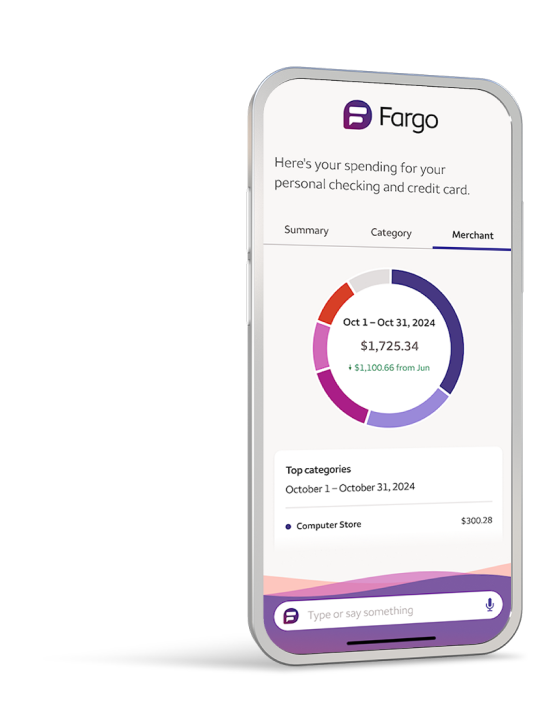 Fargo
Here's your spending for your
personal checking and credit card.
Summary Category Merchant
Oct 1 – Oct 31, 2024
$1,725.34
$1,100.66 from Jun
Top categories
October 1 – October 31, 2024
Computer Store $300.28
Type or say something